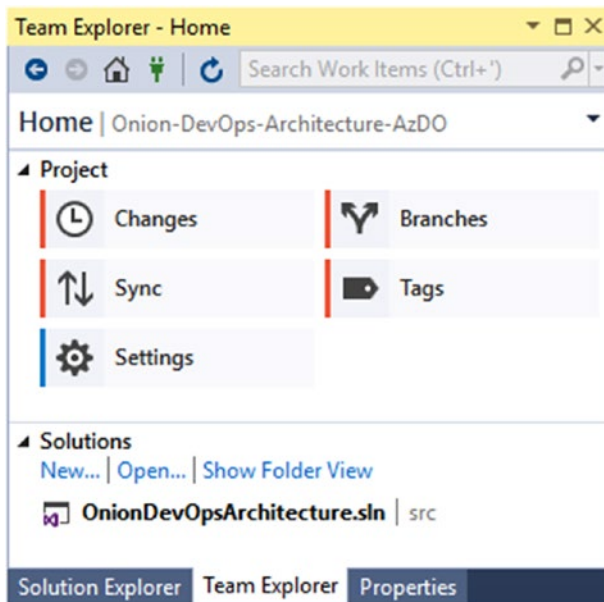 Team Explorer - Home
Search Work Items (Ctrl+')
Home | Onion-DevOps-Architecture-AzDO
Project
Changes
Branches
Sync
Tags
Settings
Solutions
New... | Open... | Show Folder View
OnionDevOpsArchitecture.sln | src
Solution Explorer Team Explorer Properties